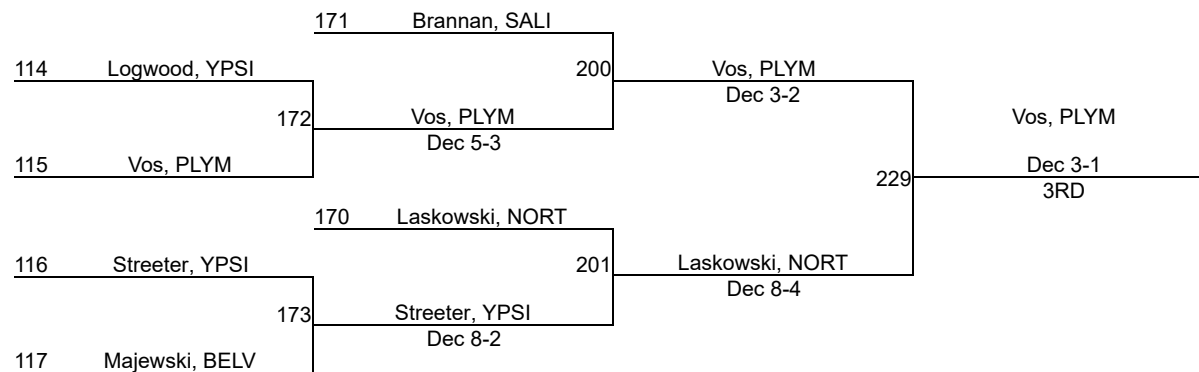 171 Brannan, SALI
114 Logwood, YPSI
200 Vos, PLYM
Dec 3-2
172 Vos, PLYM
Dec 5-3
Vos, PLYM
115 Vos, PLYM
229 Dec 3-1
3RD
170 Laskowski, NORT
116 Streeter, YPSI
201 Laskowski, NORT
Dec 8-4
173 Streeter, YPSI
Dec 8-2
117 Majewski, BELV